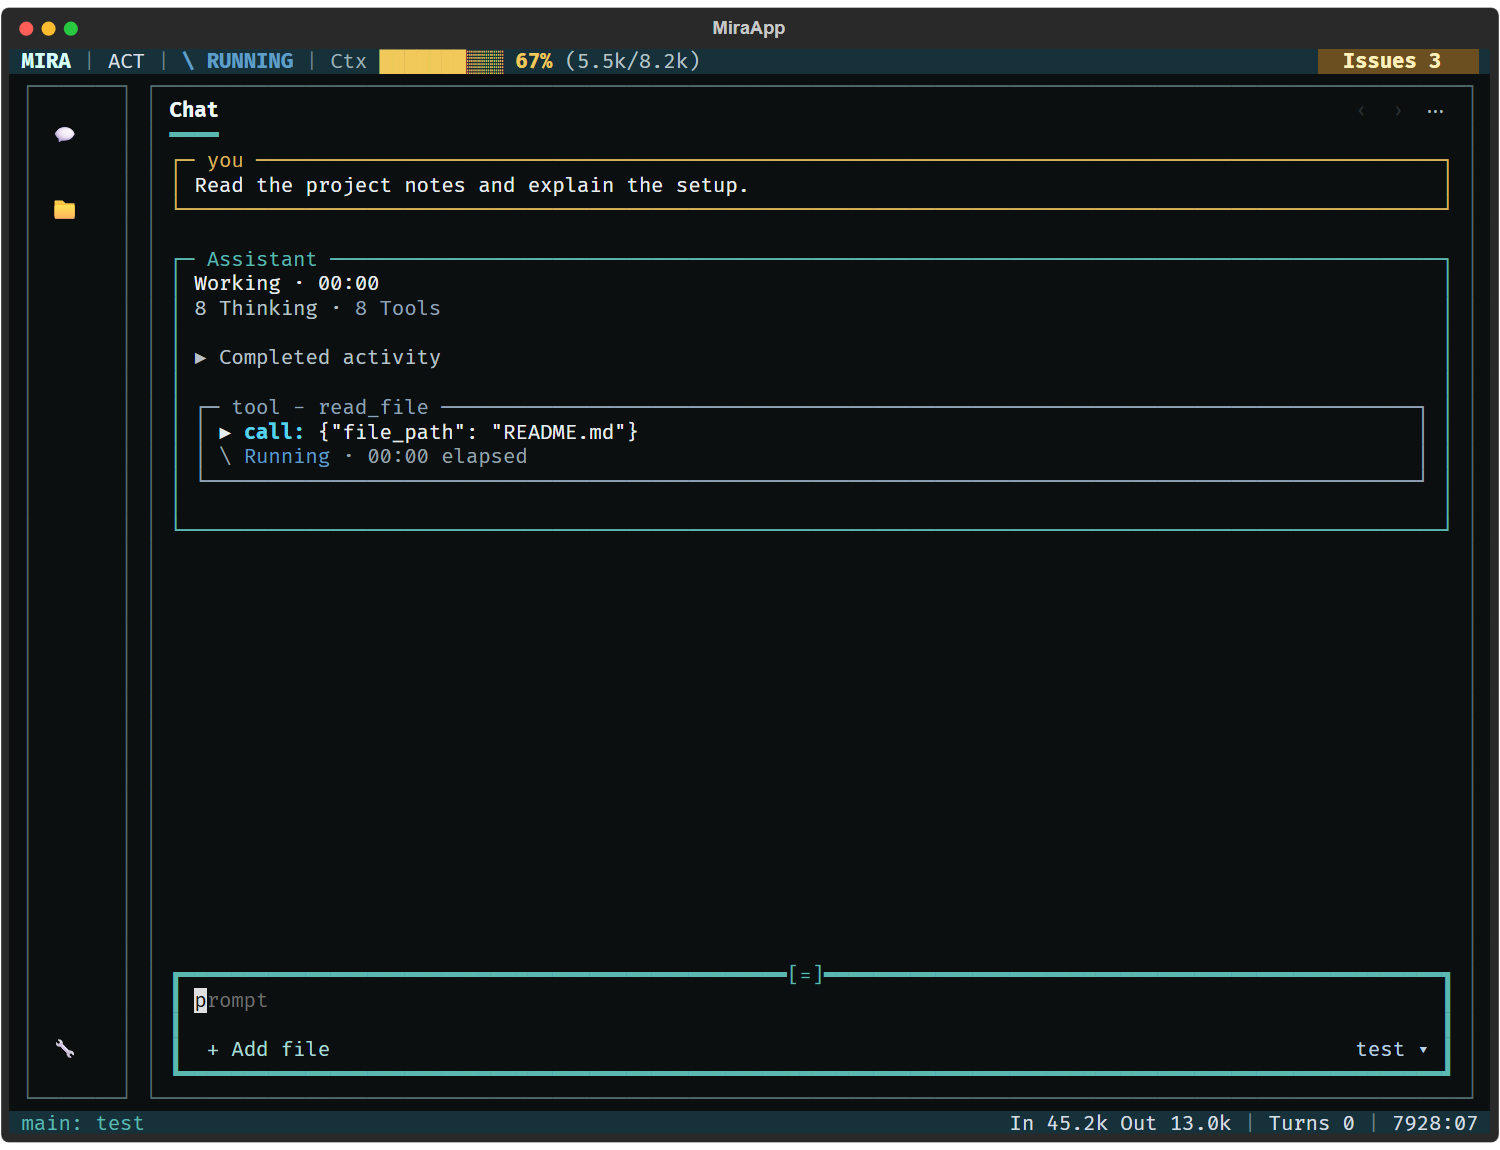 MiraApp
MIRA | ACT | \ RUNNING | Ctx 67% (5.5k/8.2k) Issues 3
Chat ‹ › …
you
Read the project notes and explain the setup.
Assistant
Working · 00:00
8 Thinking · 8 Tools
▶ Completed activity
tool - read_file
▶ call: {"file_path": "README.md"}
\ Running · 00:00 elapsed
[=]
prompt
+ Add file test ▾
main: test In 45.2k Out 13.0k | Turns 0 | 7928:07